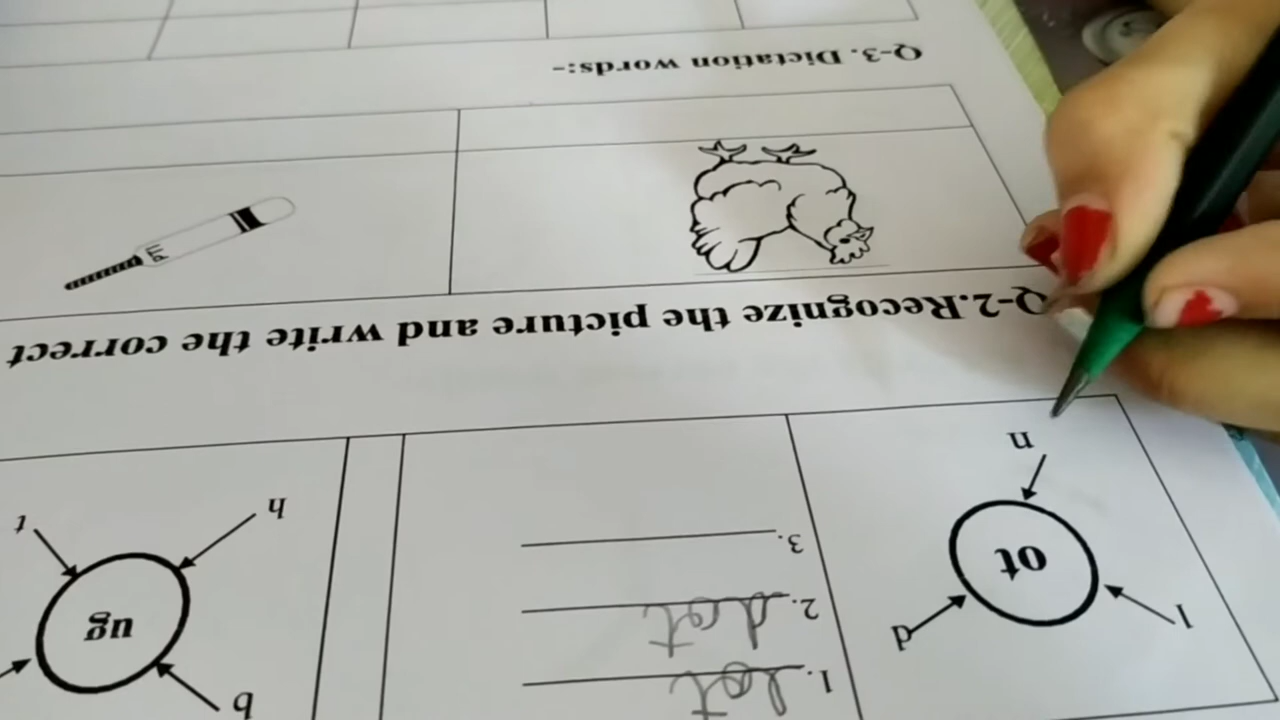 1. lot
2. dot
3.
l
d
ot
n
b
ug
h
t
Q-2.Recognize the picture and write the correct
Q-3. Dictation words:-